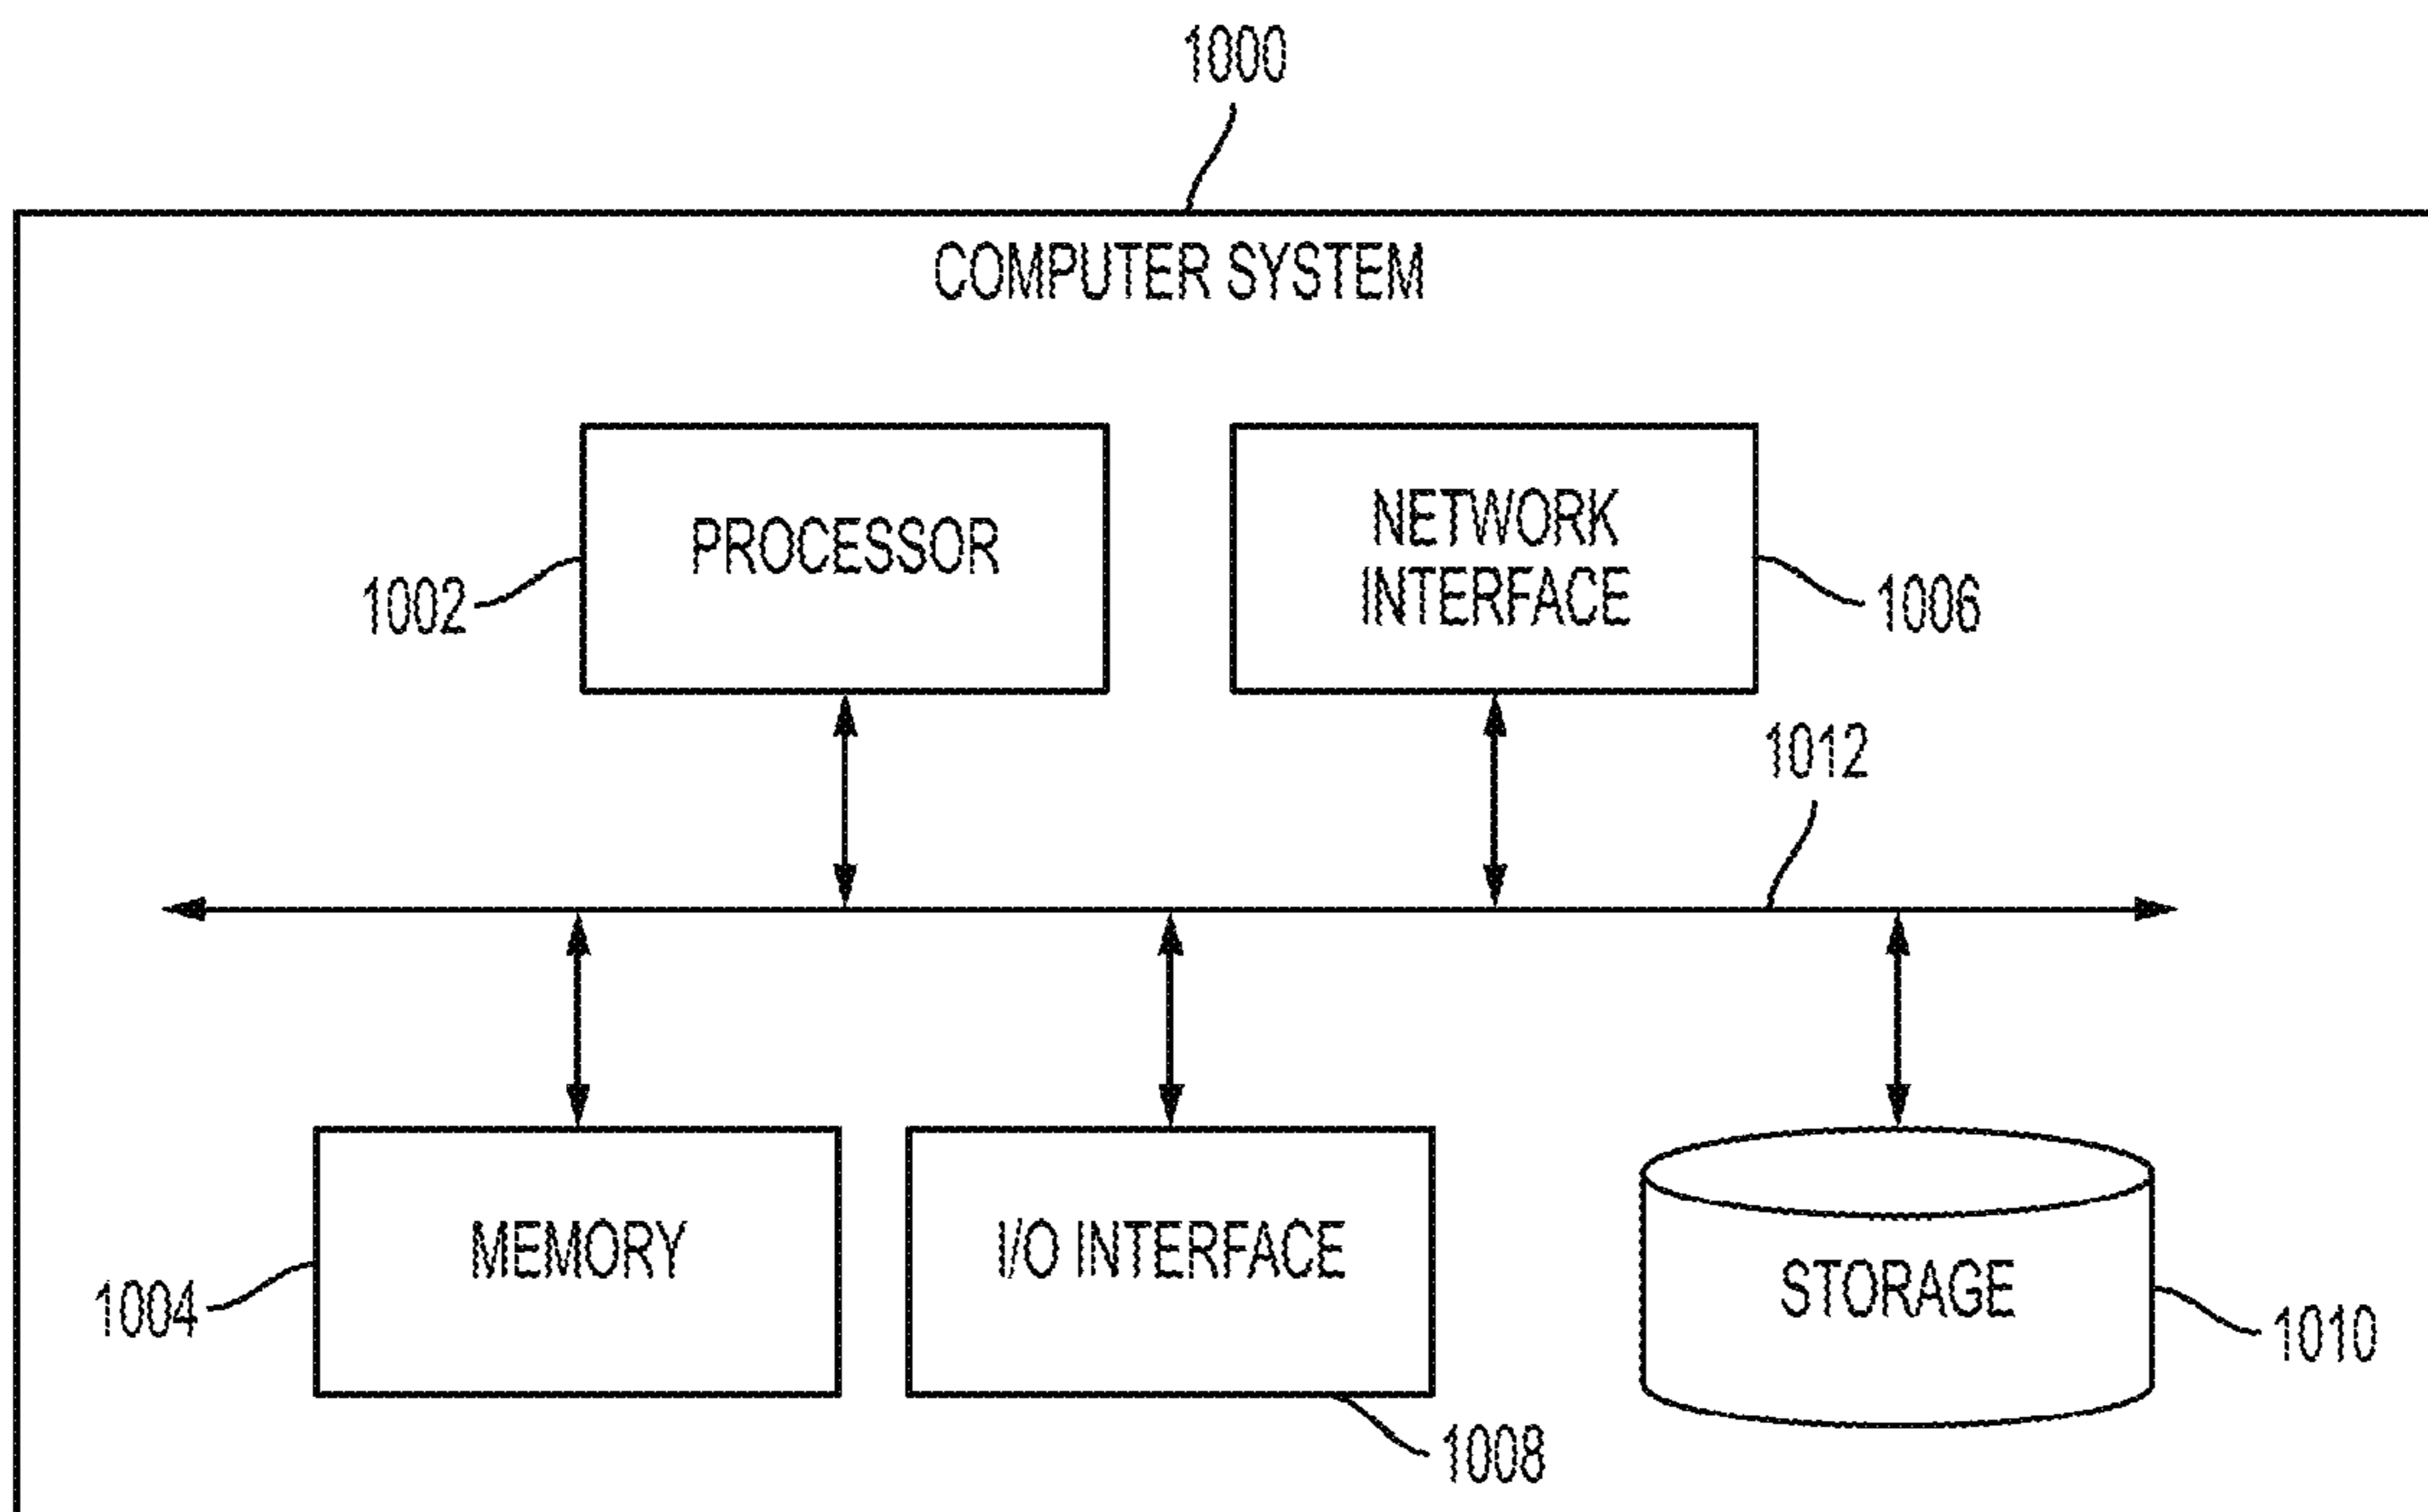 1000
COMPUTER SYSTEM
PROCESSOR
NETWORK
INTERFACE
1002
1006
1012
MEMORY
I/O INTERFACE
STORAGE
1004
1010
1008